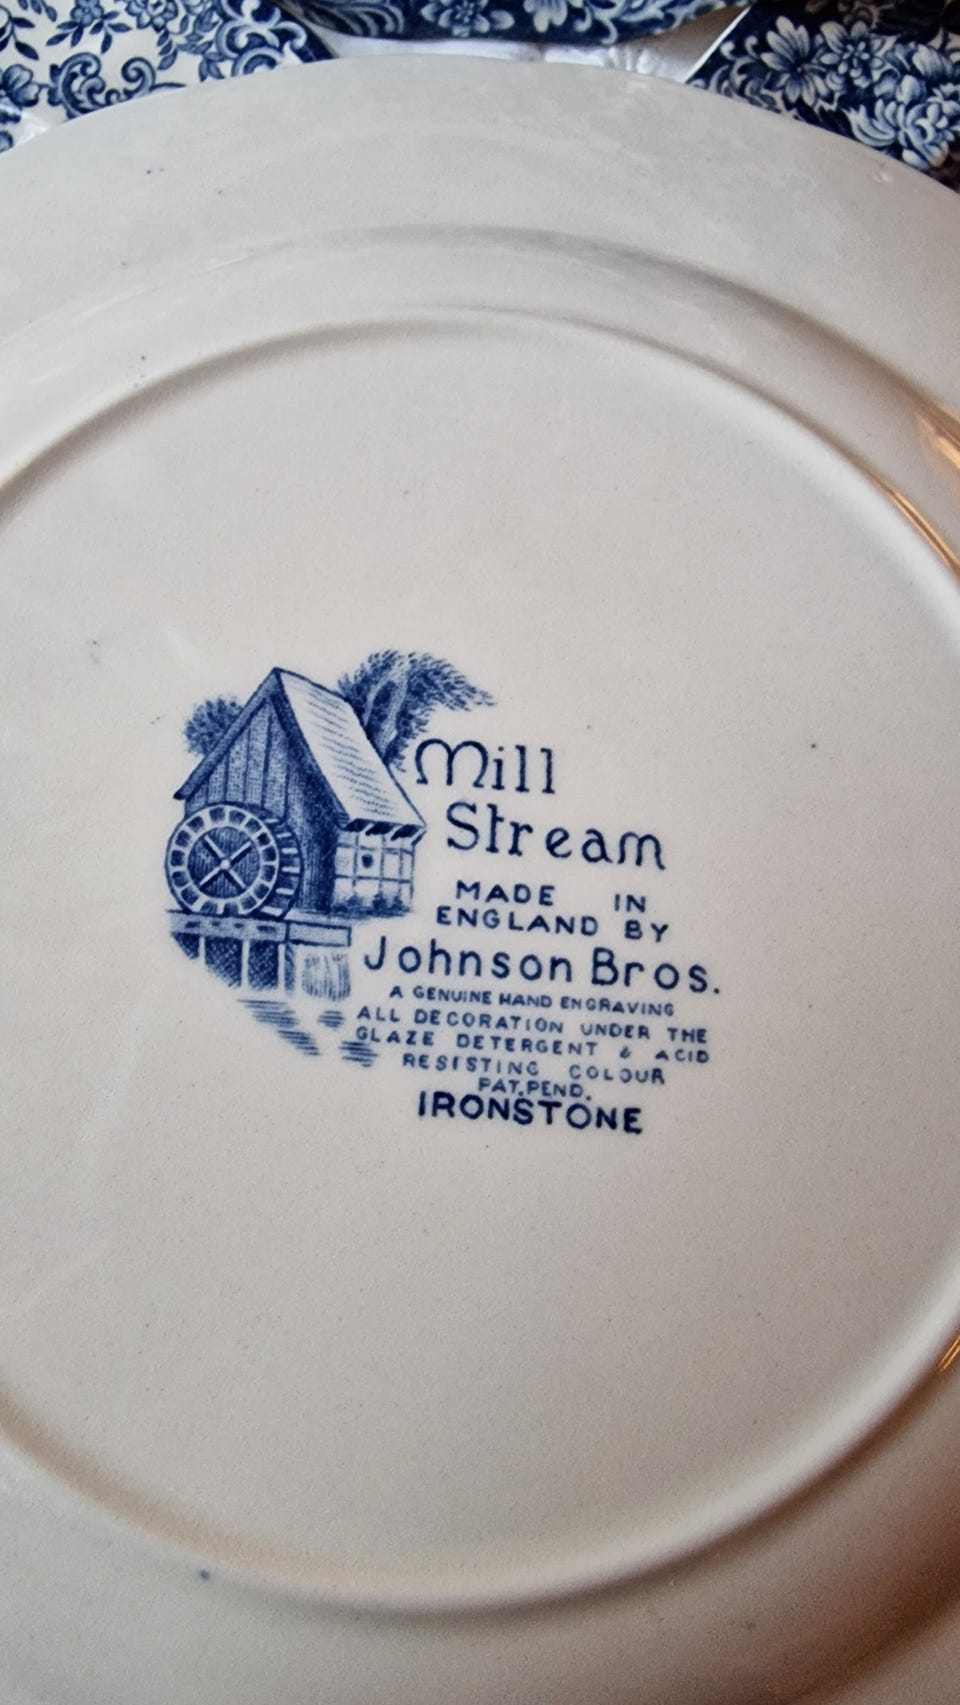 Mill
Stream
MADE IN
ENGLAND BY
Johnson Bros.
A GENUINE HAND ENGRAVING
ALL DECORATION UNDER THE
GLAZE DETERGENT & ACID
RESISTING COLOUR
PAT. PEND.
IRONSTONE